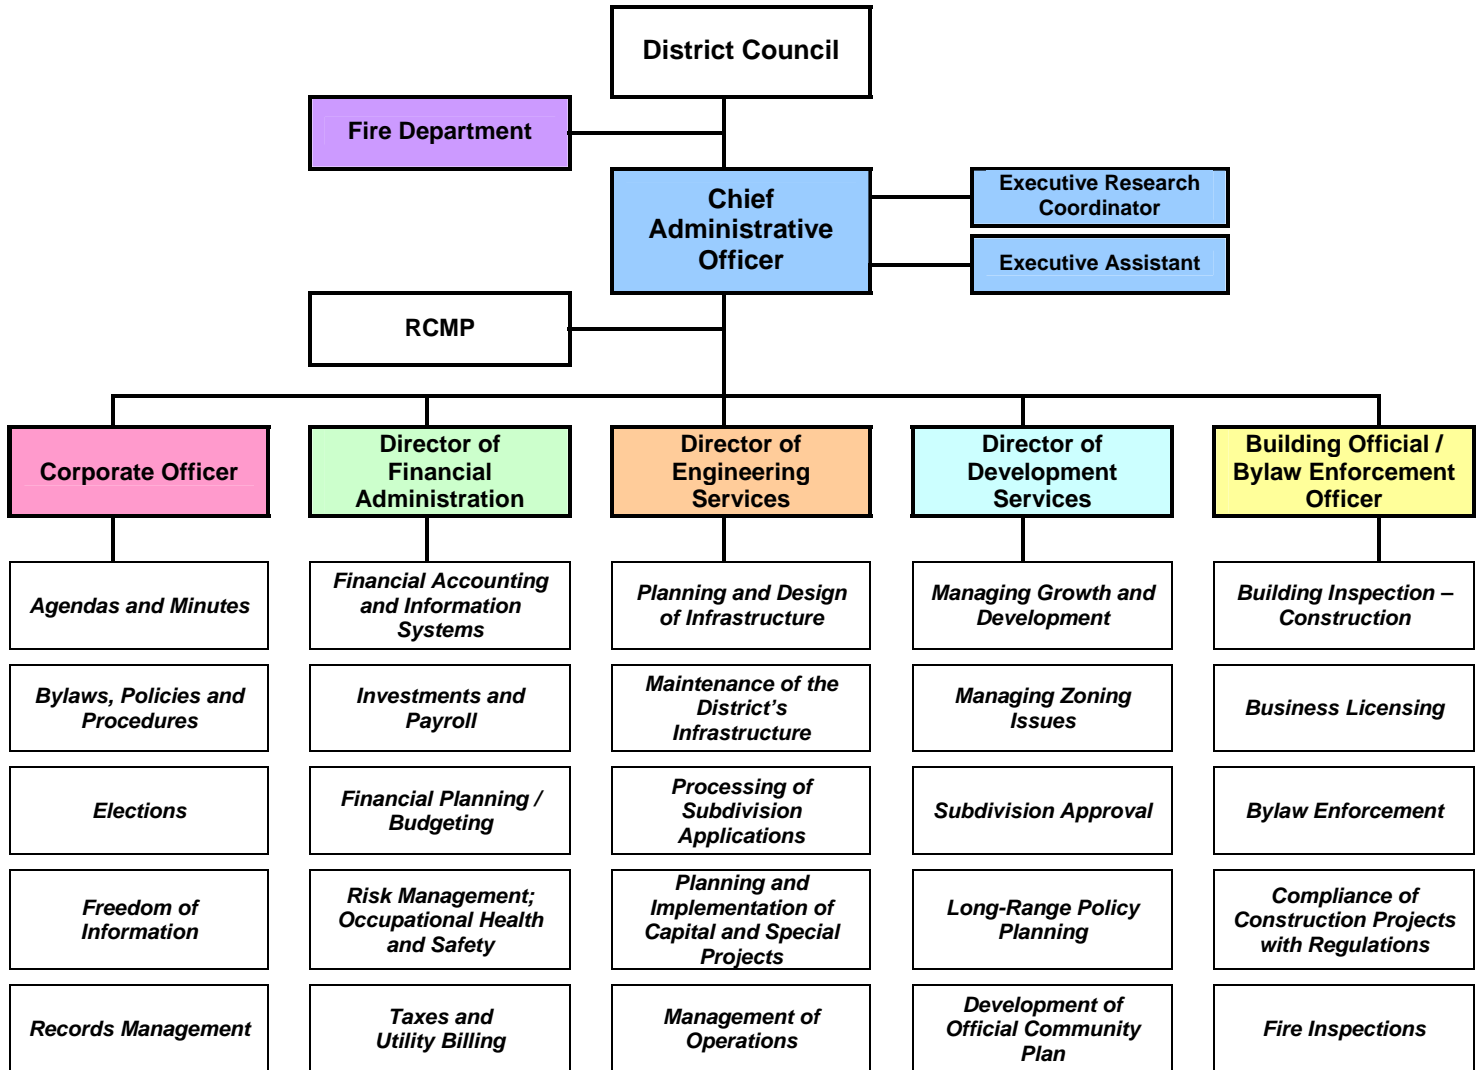 District Council
Fire Department
Chief
Administrative
Officer
Executive Research
Coordinator
Executive Assistant
RCMP
Corporate Officer
Director of
Financial
Administration
Director of
Engineering
Services
Director of
Development
Services
Building Official /
Bylaw Enforcement
Officer
Agendas and Minutes
Financial Accounting
and Information
Systems
Planning and Design
of Infrastructure
Managing Growth and
Development
Building Inspection –
Construction
Bylaws, Policies and
Procedures
Investments and
Payroll
Maintenance of the
District’s
Infrastructure
Managing Zoning
Issues
Business Licensing
Elections
Financial Planning /
Budgeting
Processing of
Subdivision
Applications
Subdivision Approval
Bylaw Enforcement
Freedom of
Information
Risk Management;
Occupational Health
and Safety
Planning and
Implementation of
Capital and Special
Projects
Long-Range Policy
Planning
Compliance of
Construction Projects
with Regulations
Records Management
Taxes and
Utility Billing
Management of
Operations
Development of
Official Community
Plan
Fire Inspections